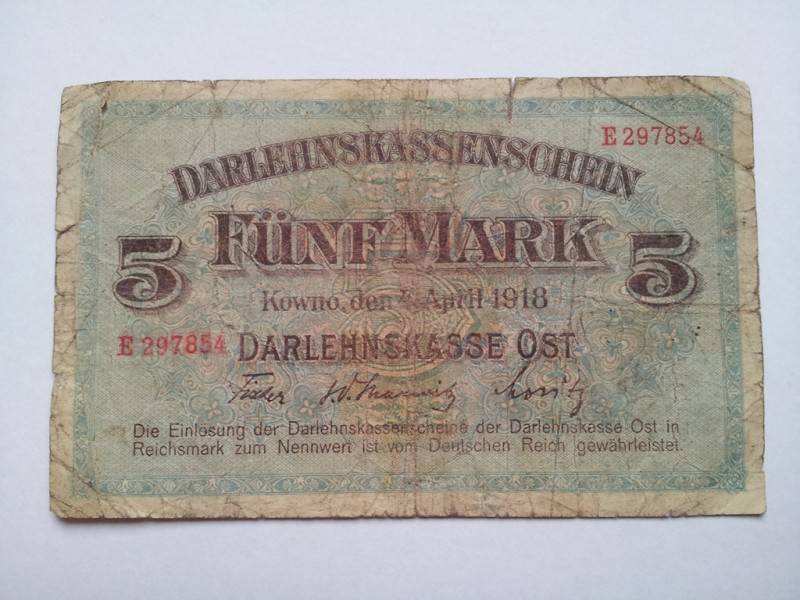 E 297854
DARLEHNSKASSENSCHEIN
5 FÜNF MARK 5
Kowno, den 4. April 1918
E 297854 DARLEHNSKASSE OST
Die Einlösung der Darlehnskassenscheine der Darlehnskasse Ost in
Reichsmark zum Nennwert ist vom Deutschen Reich gewährleistet.